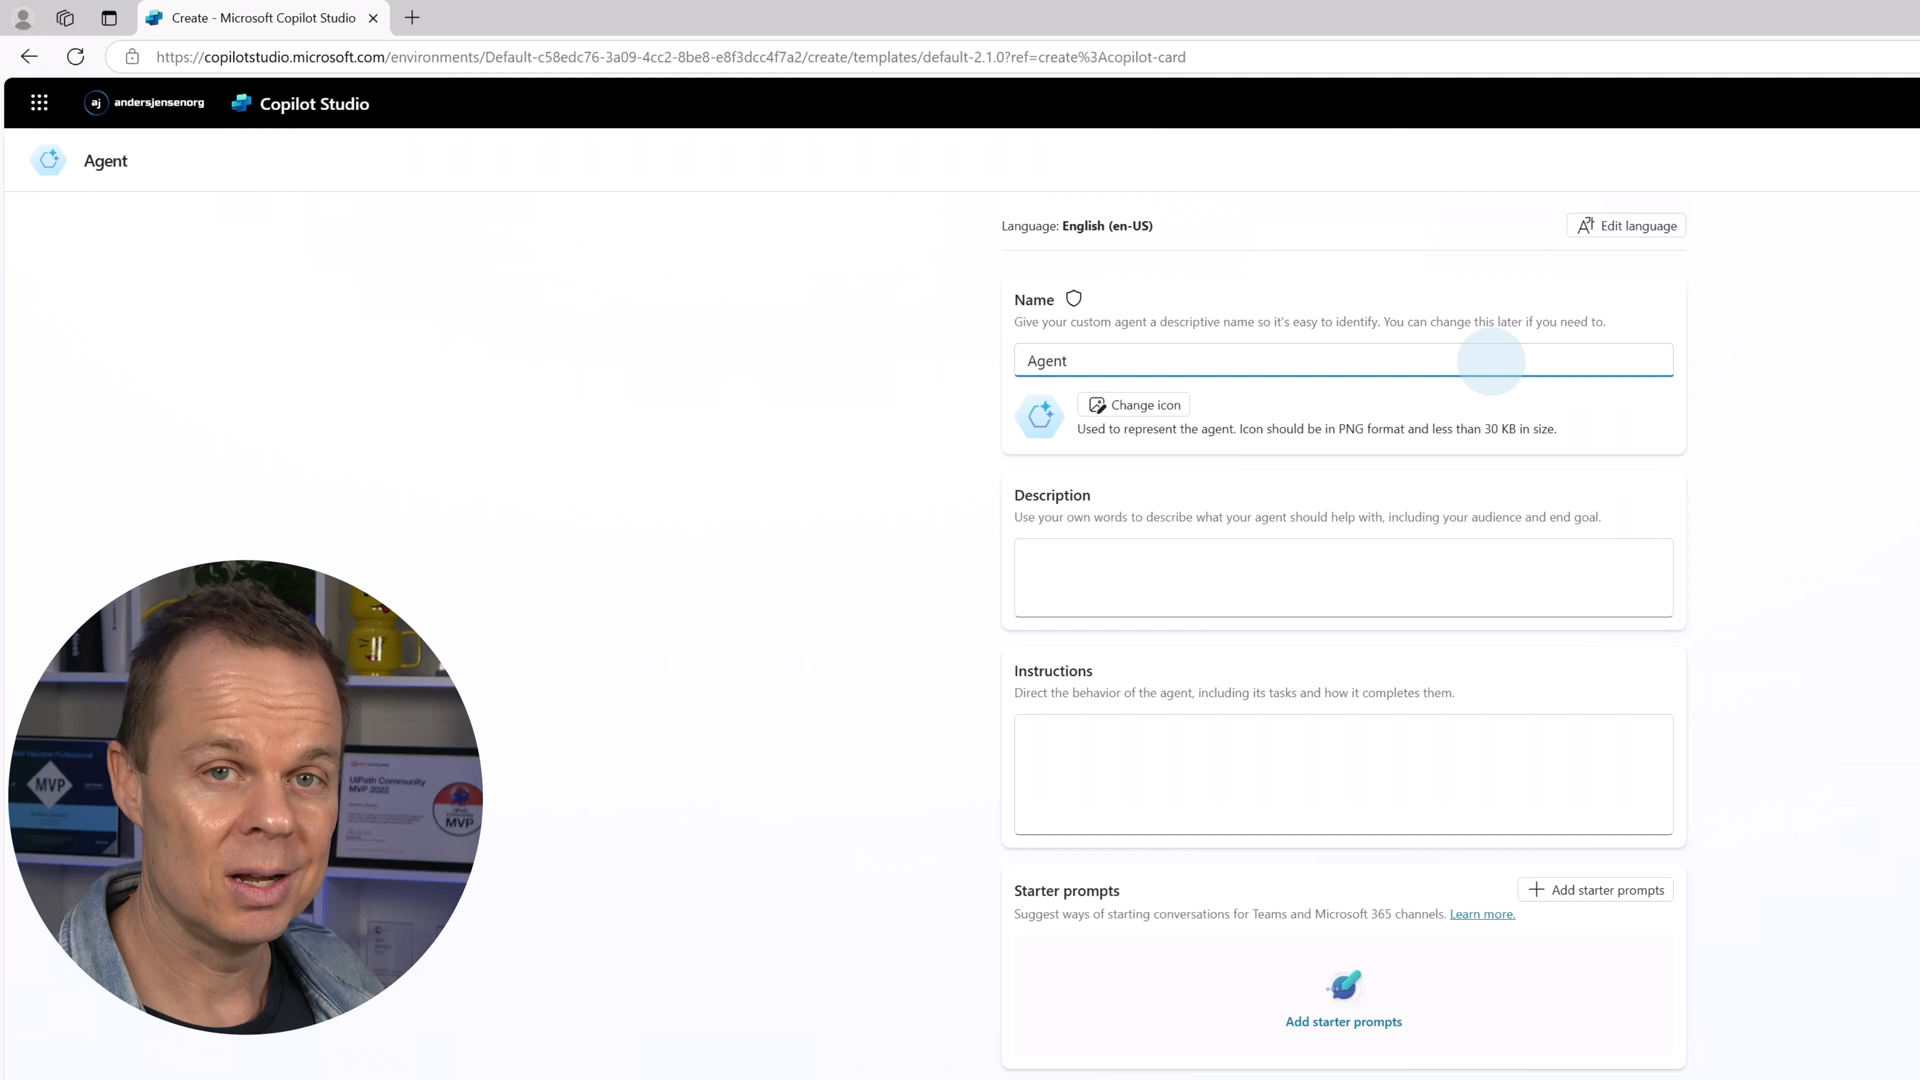 Create - Microsoft Copilot Studio
https://copilotstudio.microsoft.com/environments/Default-c58edc76-3a09-4cc2-8be8-e8f3dcc4f7a2/create/templates/default-2.1.0?ref=create%3Acopilot-card
aj andersjensenorg Copilot Studio
Agent
Language: English (en-US)
Edit language
Name
Give your custom agent a descriptive name so it's easy to identify. You can change this later if you need to.
Agent
Change icon
Used to represent the agent. Icon should be in PNG format and less than 30 KB in size.
Description
Use your own words to describe what your agent should help with, including your audience and end goal.
Instructions
Direct the behavior of the agent, including its tasks and how it completes them.
Starter prompts
Add starter prompts
Suggest ways of starting conversations for Teams and Microsoft 365 channels. Learn more.
Add starter prompts
MVP
UiPath Community
MVP 2022
MVP